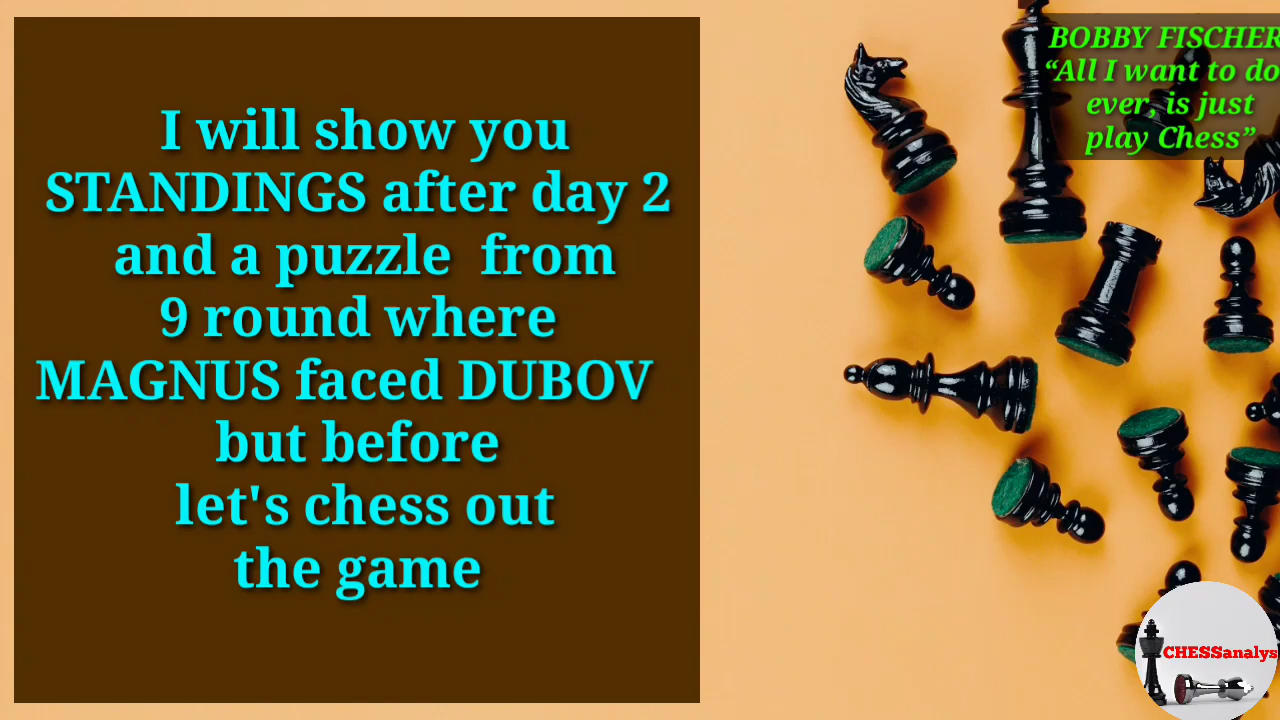 I will show you
STANDINGS after day 2
and a puzzle  from
9 round where
MAGNUS faced DUBOV
but before
let's chess out
the game
BOBBY FISCHER
“All I want to do
ever, is just
play Chess”
CHESSanalys